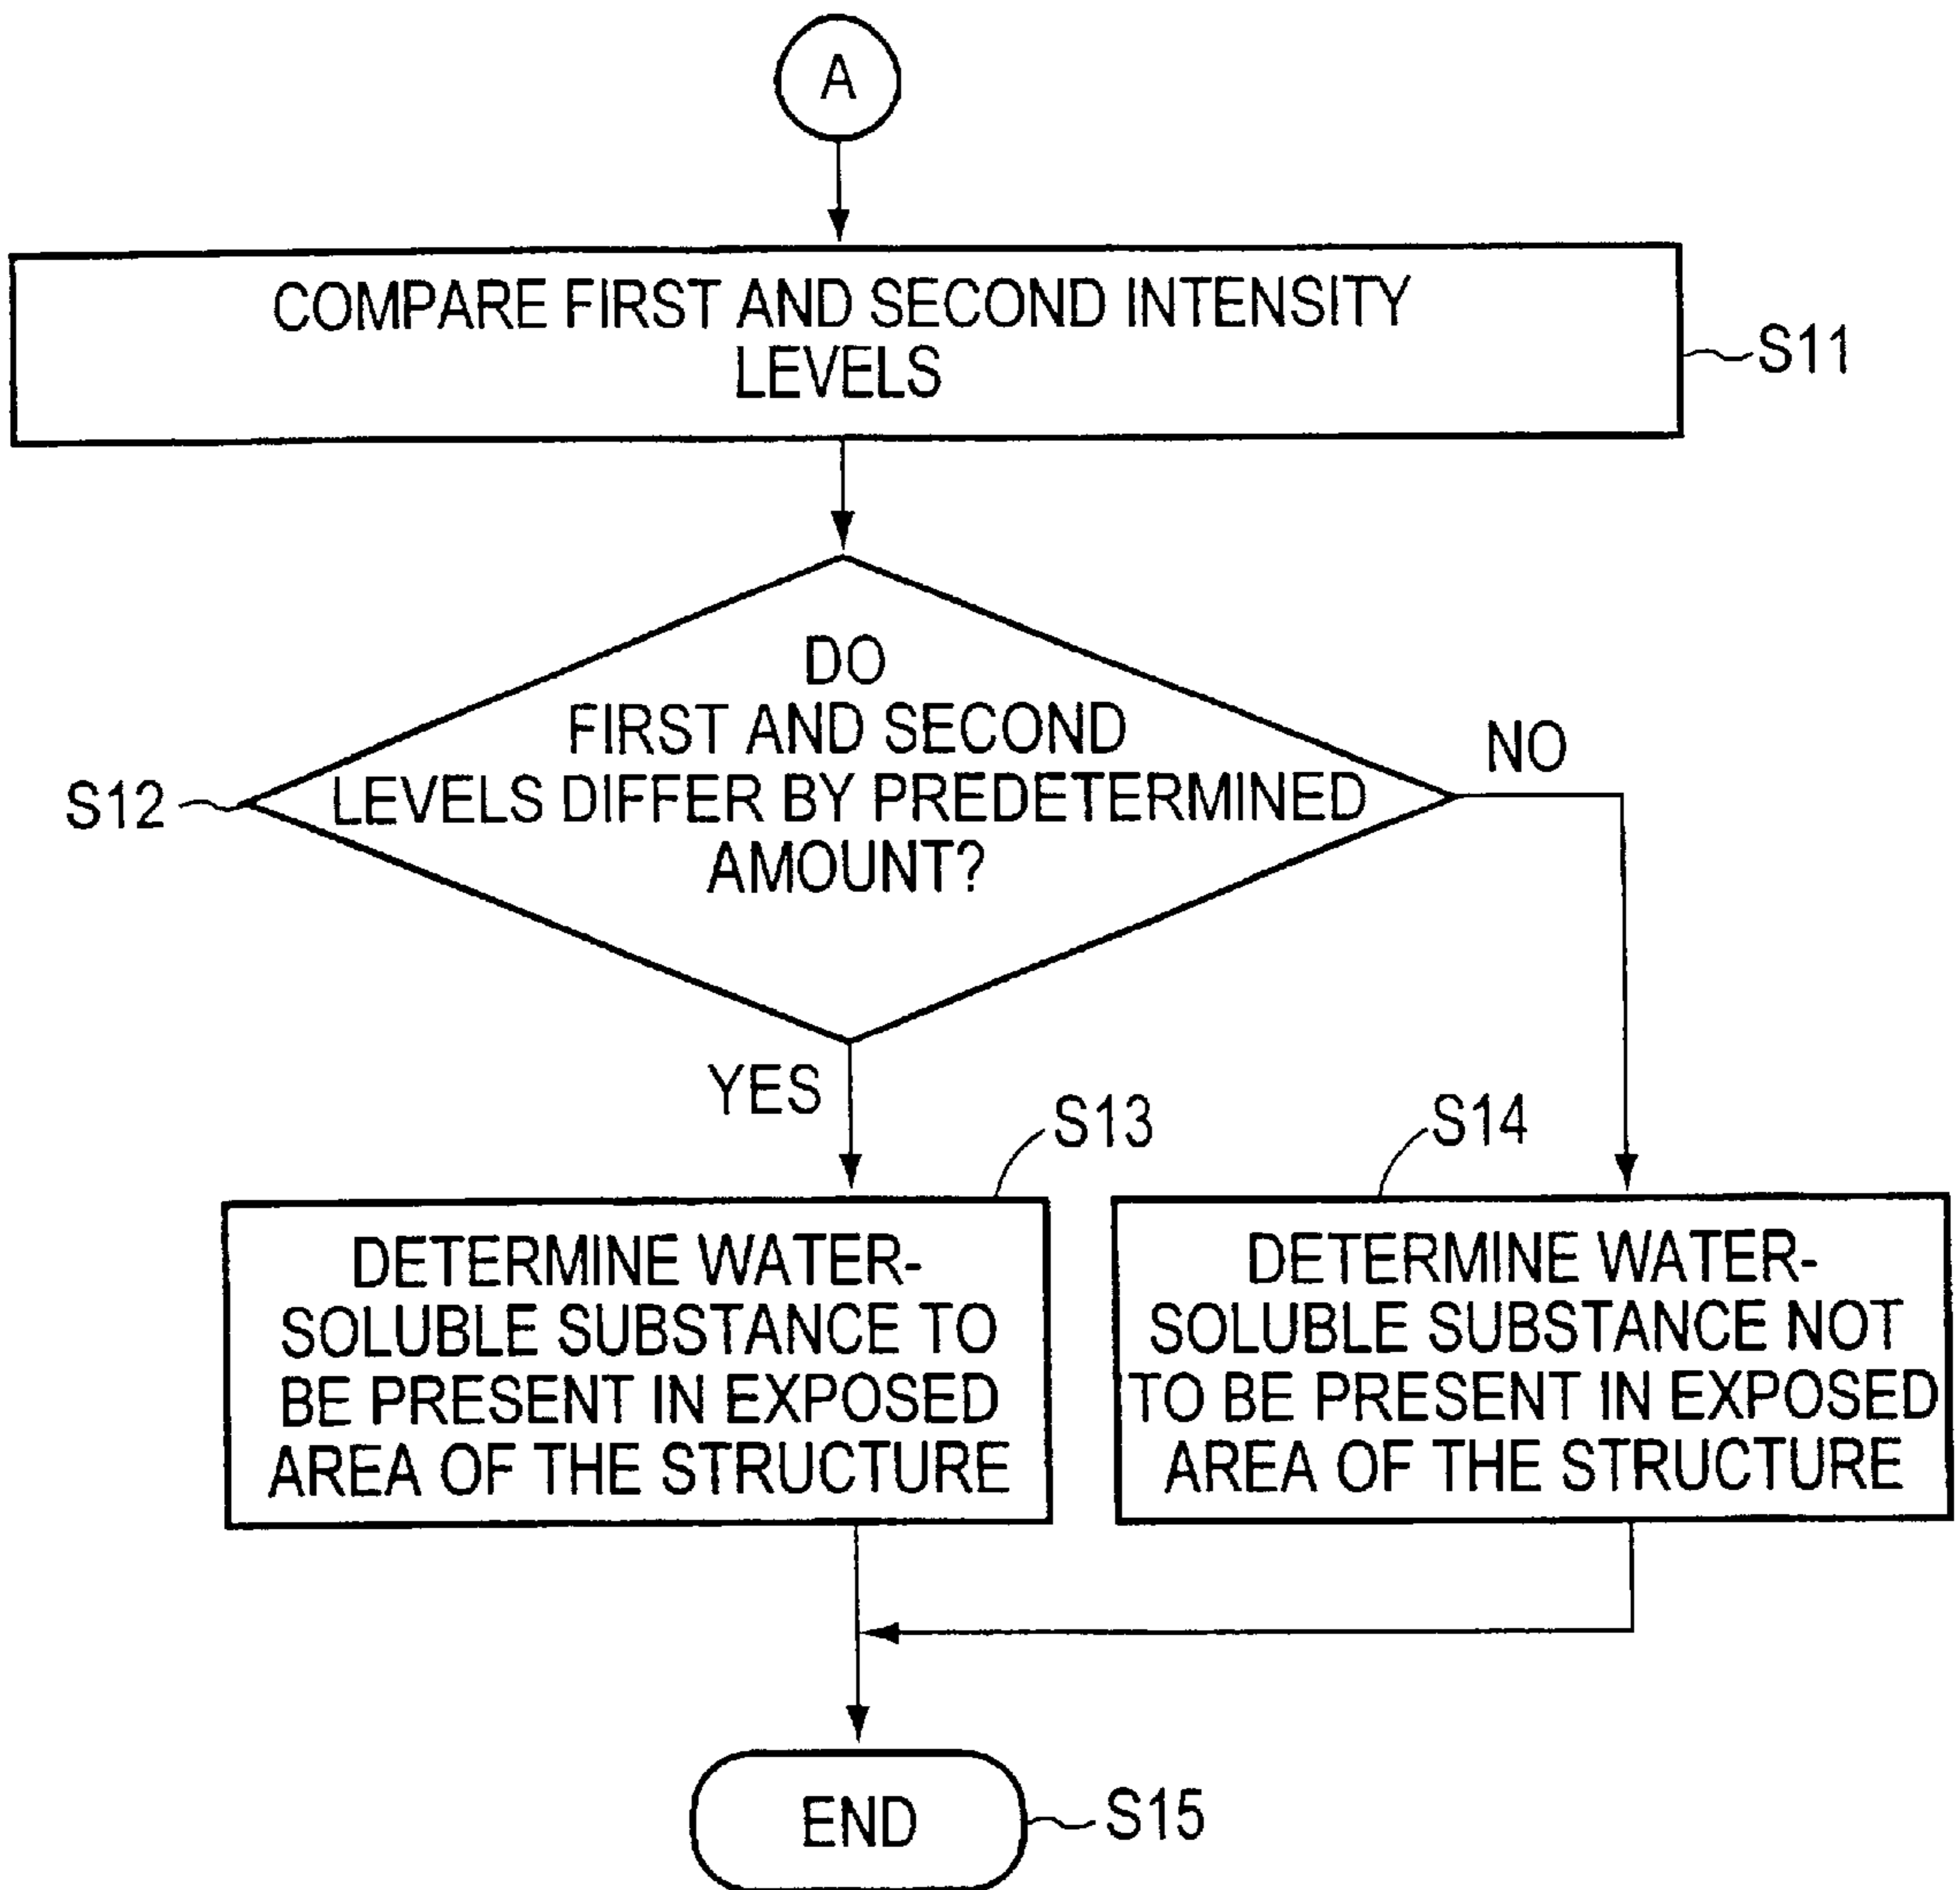 A
COMPARE FIRST AND SECOND INTENSITY
LEVELS
S11
DO
FIRST AND SECOND
LEVELS DIFFER BY PREDETERMINED
AMOUNT?
S12
NO
YES
S13
DETERMINE WATER-
SOLUBLE SUBSTANCE TO
BE PRESENT IN EXPOSED
AREA OF THE STRUCTURE
S14
DETERMINE WATER-
SOLUBLE SUBSTANCE NOT
TO BE PRESENT IN EXPOSED
AREA OF THE STRUCTURE
END
S15